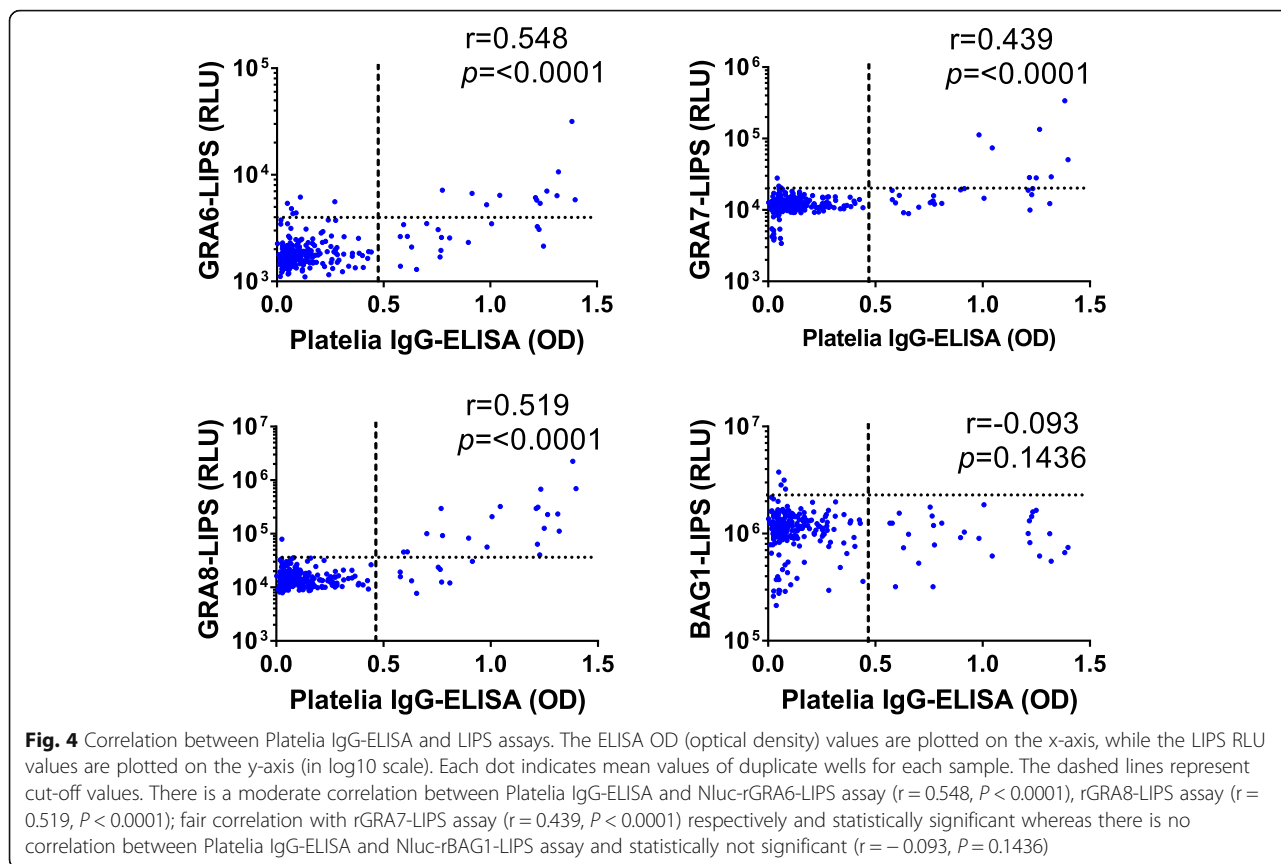 r=0.548
p=<0.0001
GRA6-LIPS (RLU)
10⁵
10⁴
10³
0.0 0.5 1.0 1.5
Platelia IgG-ELISA (OD)
r=0.439
p=<0.0001
GRA7-LIPS (RLU)
10⁶
10⁵
10⁴
10³
0.0 0.5 1.0 1.5
Platelia IgG-ELISA (OD)
r=0.519
p=<0.0001
GRA8-LIPS (RLU)
10⁷
10⁶
10⁵
10⁴
10³
0.0 0.5 1.0 1.5
Platelia IgG-ELISA (OD)
r=-0.093
p=0.1436
BAG1-LIPS (RLU)
10⁷
10⁶
10⁵
0.0 0.5 1.0 1.5
Platelia IgG-ELISA (OD)
Fig. 4 Correlation between Platelia IgG-ELISA and LIPS assays. The ELISA OD (optical density) values are plotted on the x-axis, while the LIPS RLU
values are plotted on the y-axis (in log10 scale). Each dot indicates mean values of duplicate wells for each sample. The dashed lines represent
cut-off values. There is a moderate correlation between Platelia IgG-ELISA and Nluc-rGRA6-LIPS assay (r = 0.548, P < 0.0001), rGRA8-LIPS assay (r =
0.519, P < 0.0001); fair correlation with rGRA7-LIPS assay (r = 0.439, P < 0.0001) respectively and statistically significant whereas there is no
correlation between Platelia IgG-ELISA and Nluc-rBAG1-LIPS assay and statistically not significant (r = − 0.093, P = 0.1436)